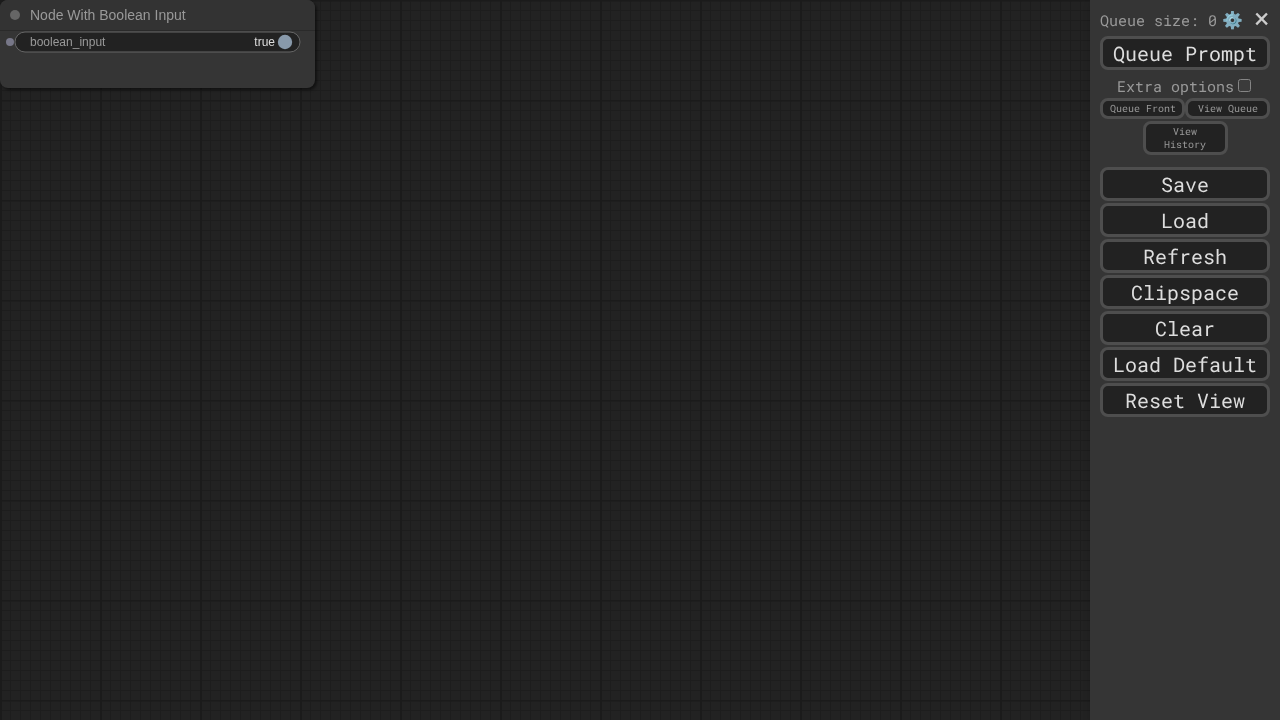 Node With Boolean Input
boolean_input true
Queue size: 0
Queue Prompt
Extra options
Queue Front View Queue
View
History
Save
Load
Refresh
Clipspace
Clear
Load Default
Reset View